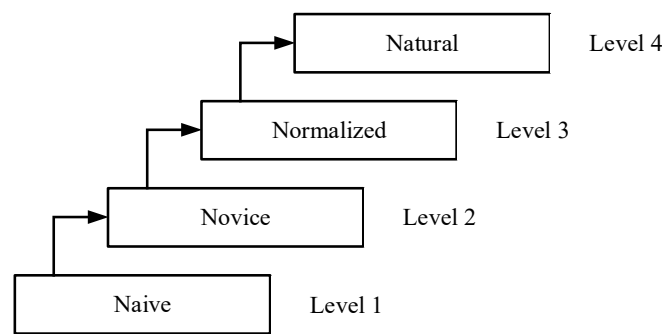 Natural Level 4
Normalized Level 3
Novice Level 2
Naive Level 1